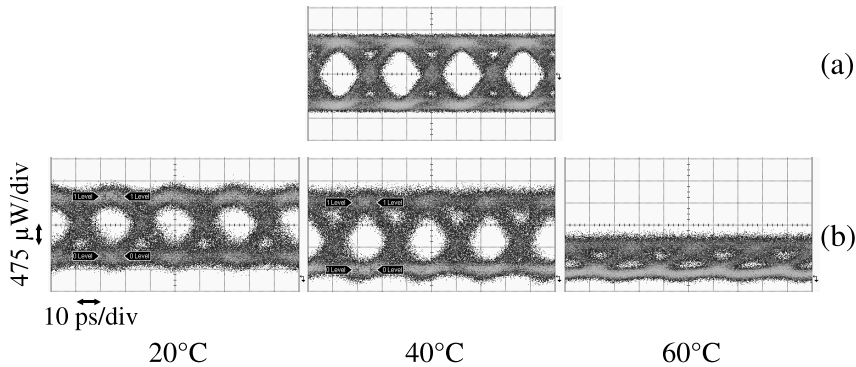 (a)
1 Level 1 Level
0 Level 0 Level
1 Level 1 Level
0 Level 0 Level
(b)
475 μW/div
10 ps/div
20°C 40°C 60°C